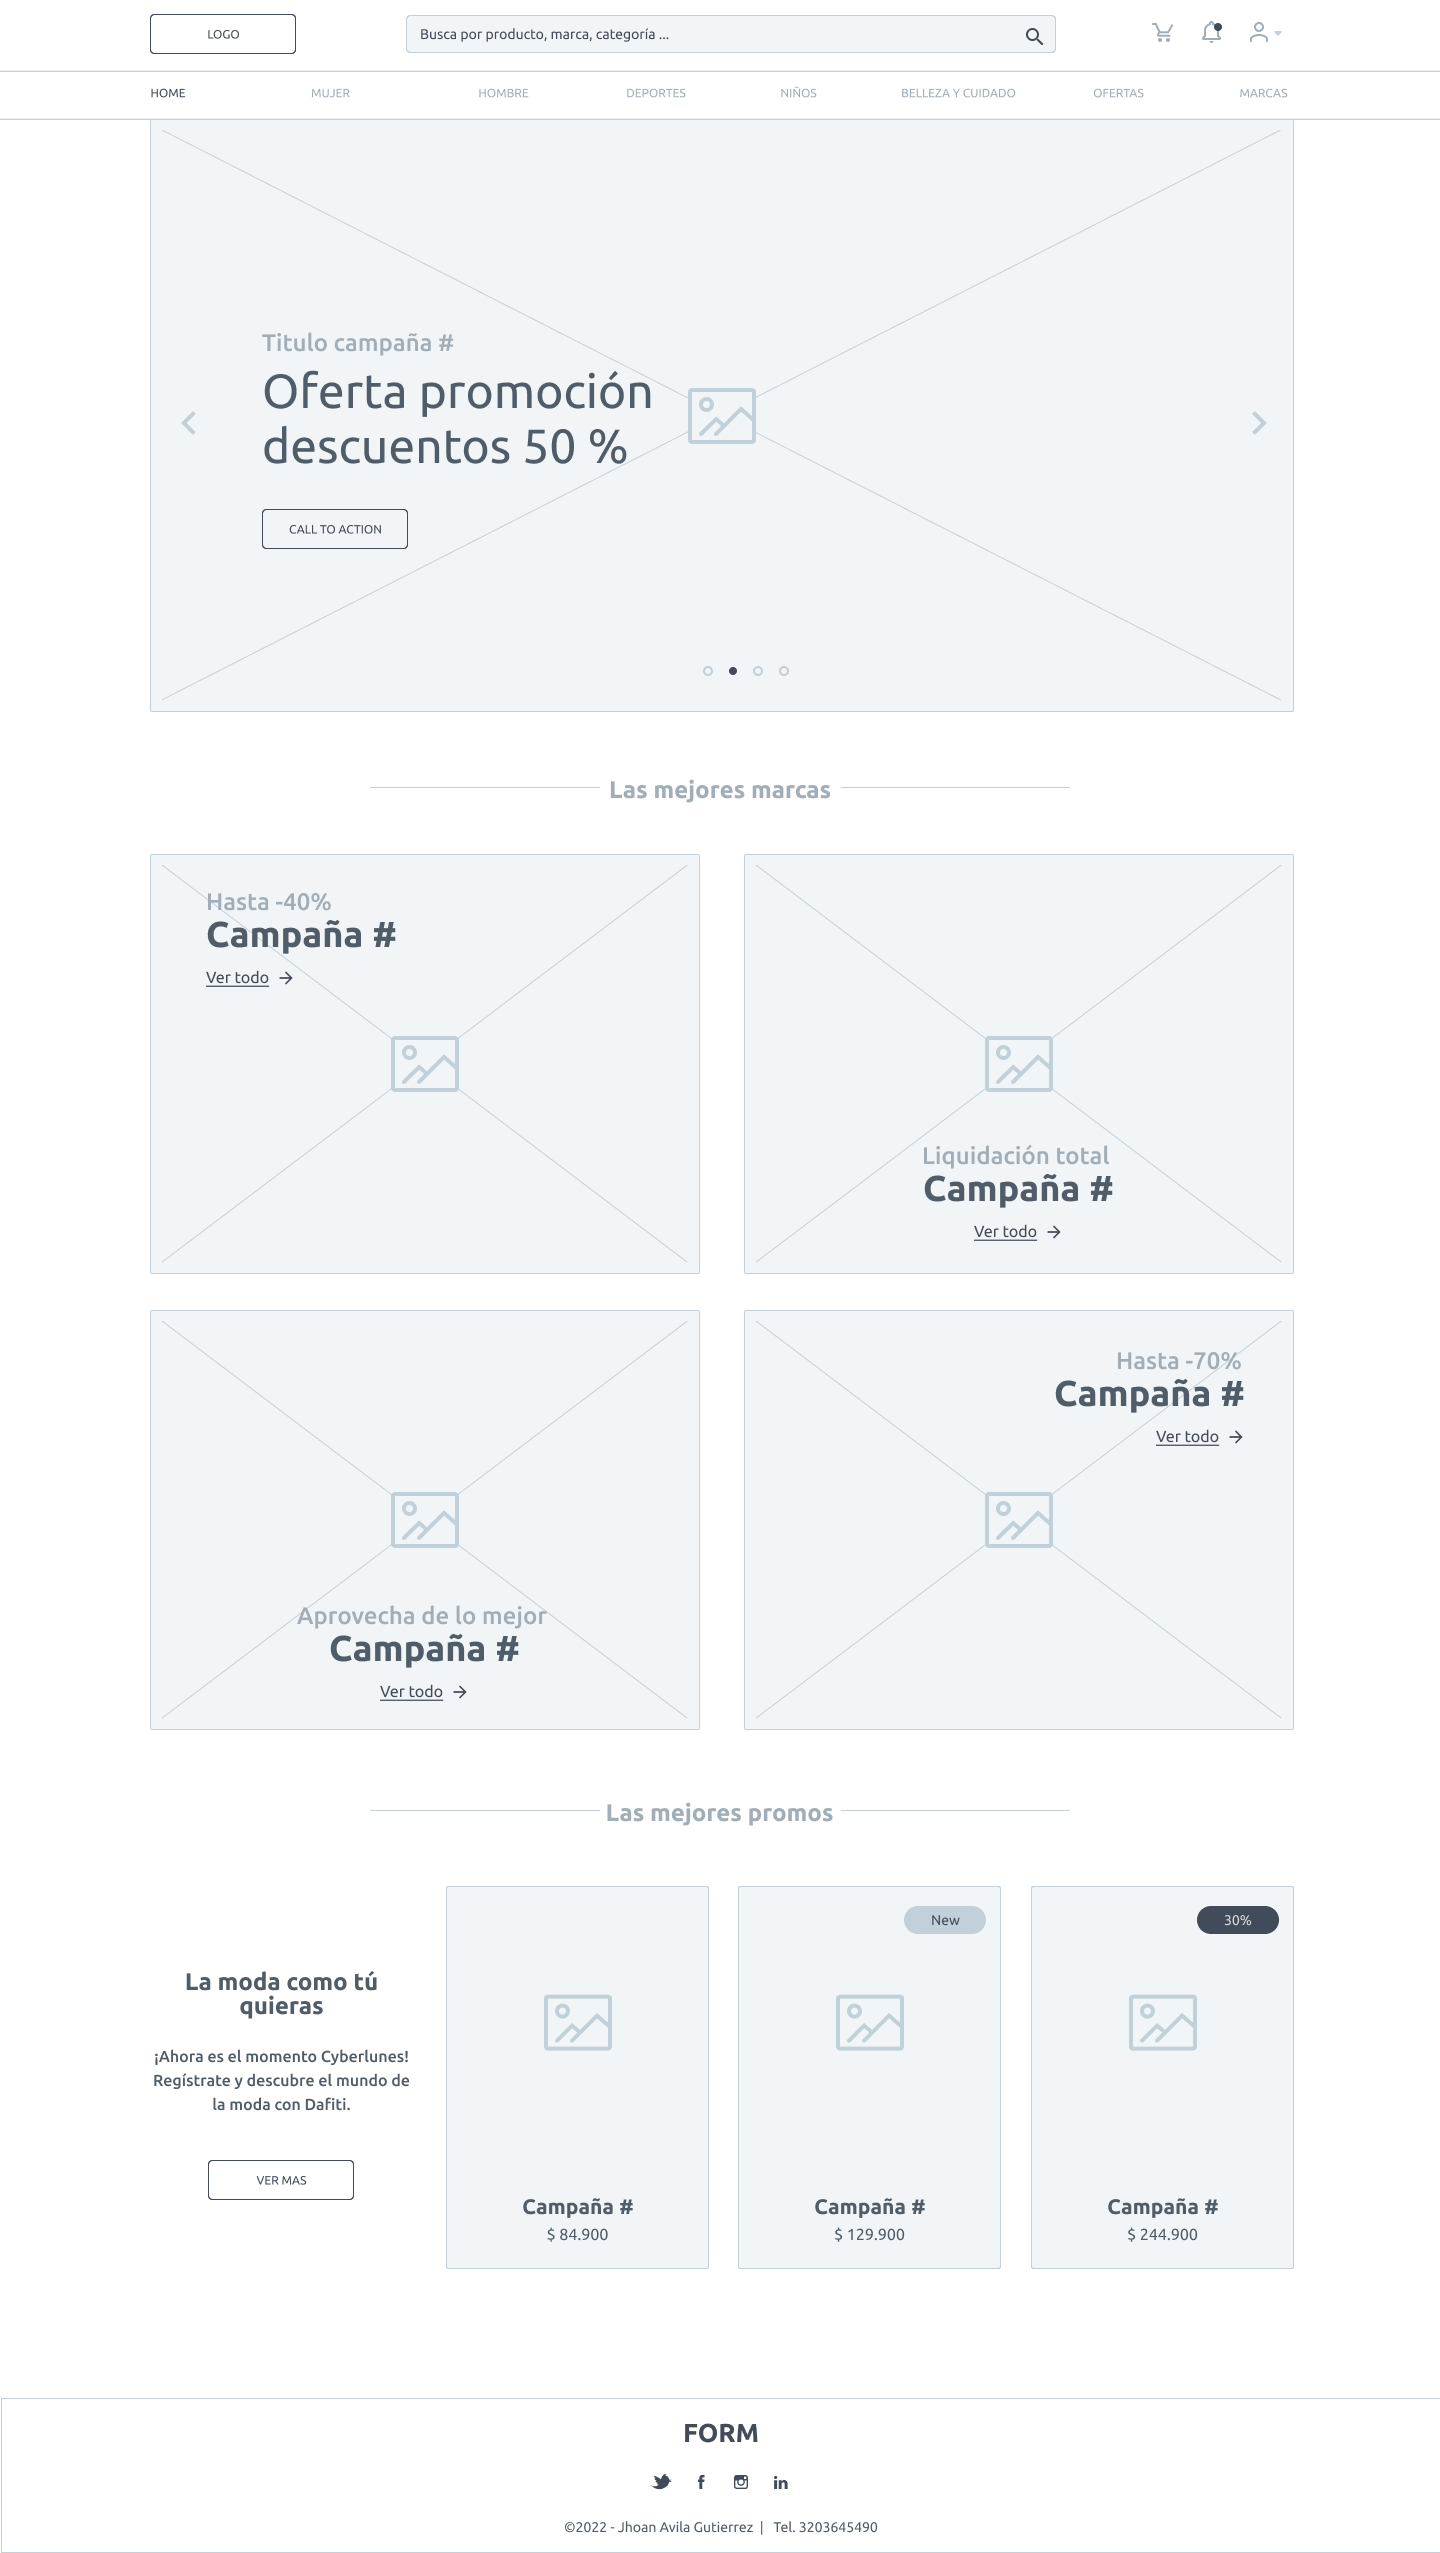 LOGO
Busca por producto, marca, categoría ...
HOME
MUJER
HOMBRE
DEPORTES
NIÑOS
BELLEZA Y CUIDADO
OFERTAS
MARCAS
Titulo campaña #
Oferta promoción
descuentos 50 %
CALL TO ACTION
Las mejores marcas
Hasta -40%
Campaña #
Ver todo
Liquidación total
Campaña #
Ver todo
Aprovecha de lo mejor
Campaña #
Ver todo
Hasta -70%
Campaña #
Ver todo
Las mejores promos
La moda como tú
quieras
¡Ahora es el momento Cyberlunes!
Regístrate y descubre el mundo de
la moda con Dafiti.
VER MAS
Campaña #
$ 84.900
New
Campaña #
$ 129.900
30%
Campaña #
$ 244.900
FORM
©2022 - Jhoan Avila Gutierrez | Tel. 3203645490